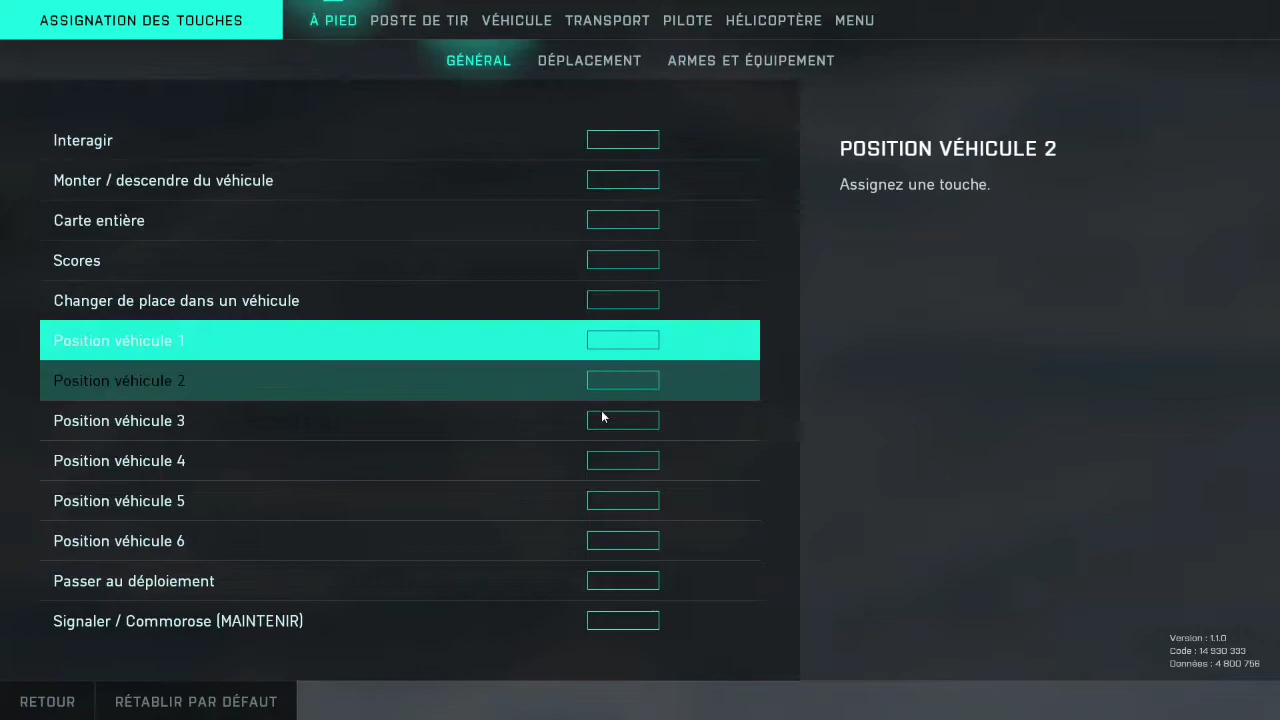 ASSIGNATION DES TOUCHES
À PIED POSTE DE TIR VÉHICULE TRANSPORT PILOTE HÉLICOPTÈRE MENU
GÉNÉRAL DÉPLACEMENT ARMES ET ÉQUIPEMENT
Interagir
Monter / descendre du véhicule
Carte entière
Scores
Changer de place dans un véhicule
Position véhicule 1
Position véhicule 2
Position véhicule 3
Position véhicule 4
Position véhicule 5
Position véhicule 6
Passer au déploiement
Signaler / Commorose (MAINTENIR)
POSITION VÉHICULE 2
Assignez une touche.
Version : 1.1.0
Code : 14 930 333
Données : 4 800 756
RETOUR RÉTABLIR PAR DÉFAUT